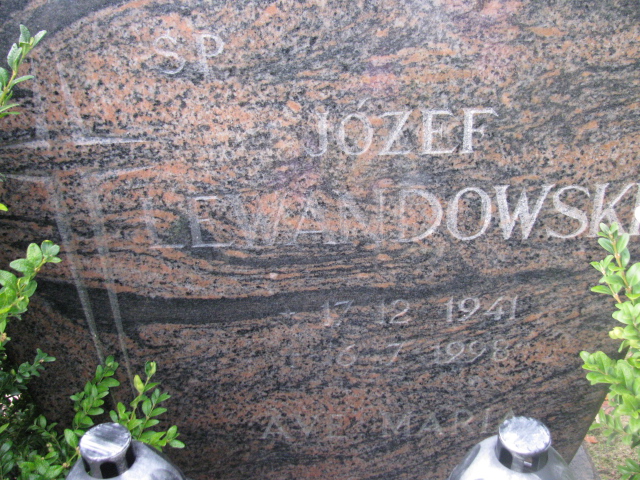 ŚP
JÓZEF
LEWANDOWSKI
17 12 1941
6 7 1998
AVE MARIA